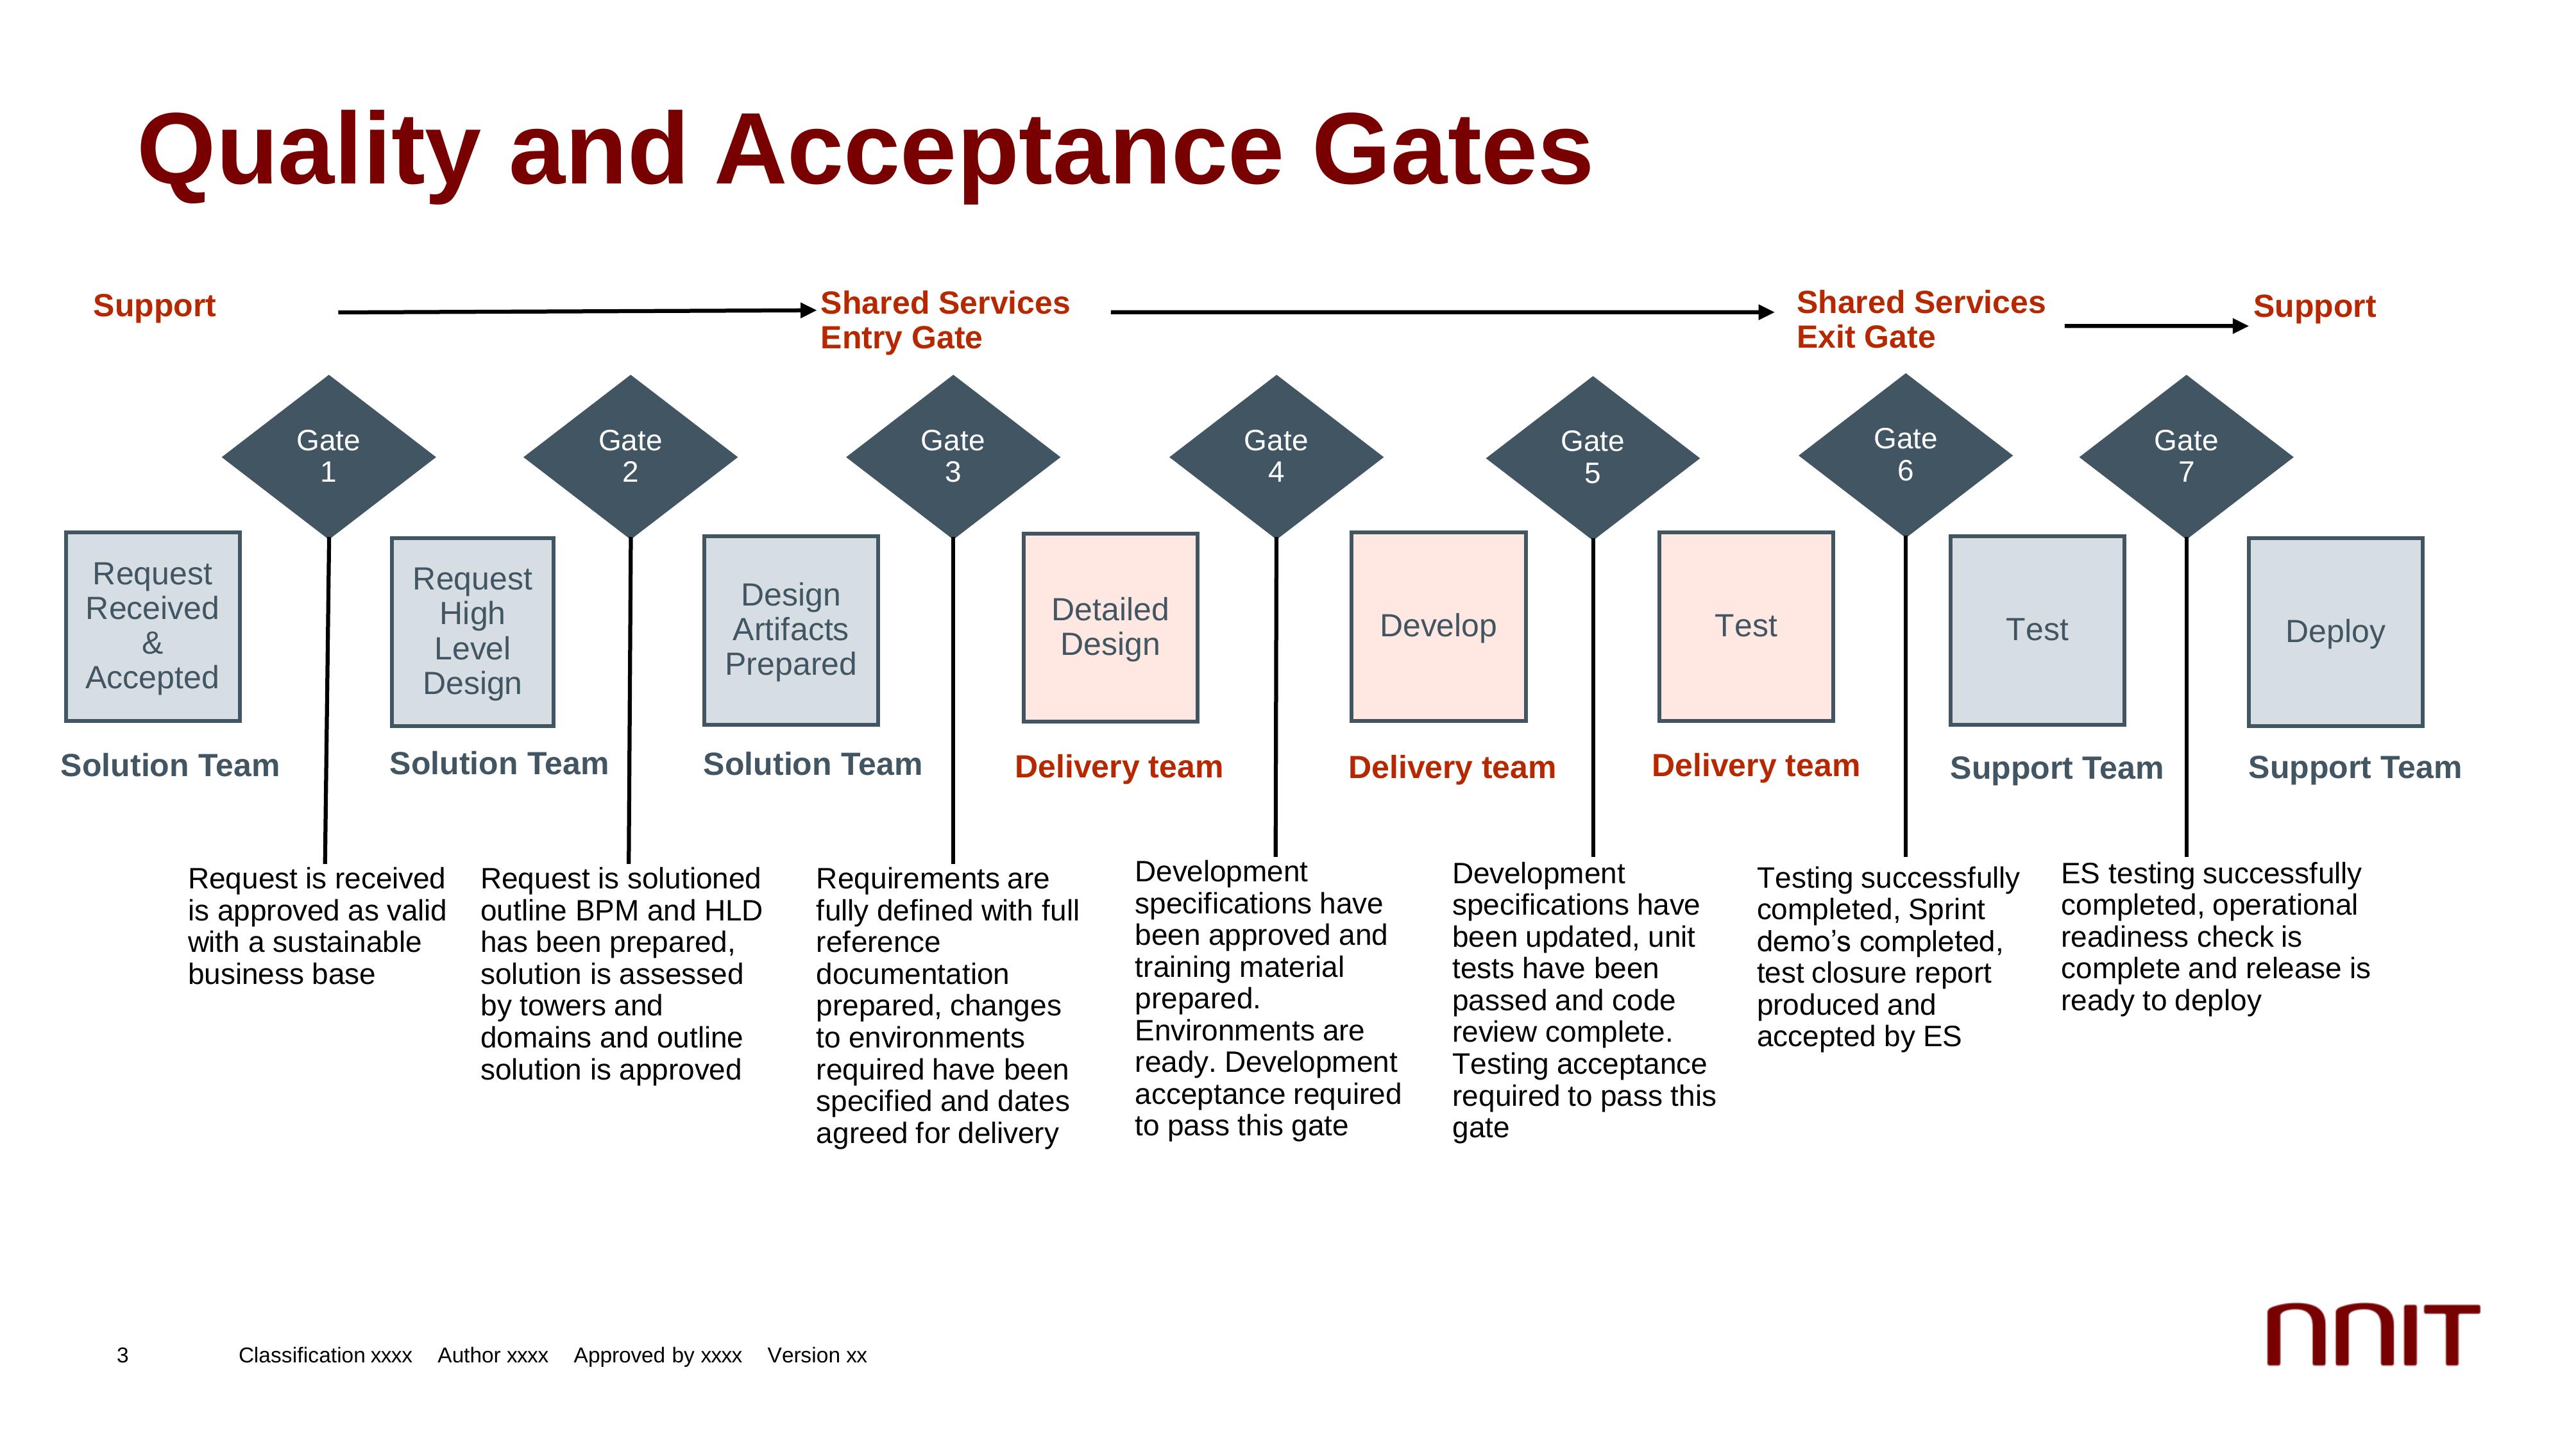 Quality and Acceptance Gates
Support
Shared Services
Entry Gate
Shared Services
Exit Gate
Support
Gate
1
Gate
2
Gate
3
Gate
4
Gate
5
Gate
6
Gate
7
Request
Received
&
Accepted
Request
High
Level
Design
Design
Artifacts
Prepared
Detailed
Design
Develop
Test
Test
Deploy
Solution Team
Solution Team
Solution Team
Delivery team
Delivery team
Delivery team
Support Team
Support Team
Request is received
is approved as valid
with a sustainable
business base
Request is solutioned
outline BPM and HLD
has been prepared,
solution is assessed
by towers and
domains and outline
solution is approved
Requirements are
fully defined with full
reference
documentation
prepared, changes
to environments
required have been
specified and dates
agreed for delivery
Development
specifications have
been approved and
training material
prepared.
Environments are
ready. Development
acceptance required
to pass this gate
Development
specifications have
been updated, unit
tests have been
passed and code
review complete.
Testing acceptance
required to pass this
gate
Testing successfully
completed, Sprint
demo’s completed,
test closure report
produced and
accepted by ES
ES testing successfully
completed, operational
readiness check is
complete and release is
ready to deploy
3
Classification xxxx Author xxxx Approved by xxxx Version xx
nnIT